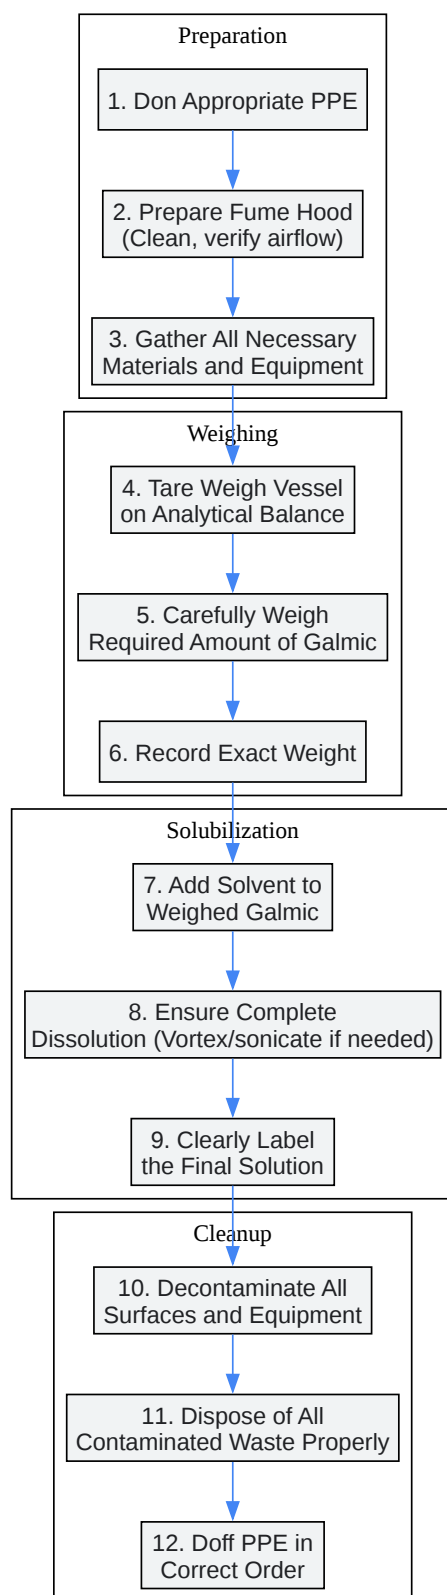 Preparation
1. Don Appropriate PPE
2. Prepare Fume Hood
(Clean, verify airflow)
3. Gather All Necessary
Materials and Equipment
Weighing
4. Tare Weigh Vessel
on Analytical Balance
5. Carefully Weigh
Required Amount of Galmic
6. Record Exact Weight
Solubilization
7. Add Solvent to
Weighed Galmic
8. Ensure Complete
Dissolution (Vortex/sonicate if needed)
9. Clearly Label
the Final Solution
Cleanup
10. Decontaminate All
Surfaces and Equipment
11. Dispose of All
Contaminated Waste Properly
12. Doff PPE in
Correct Order